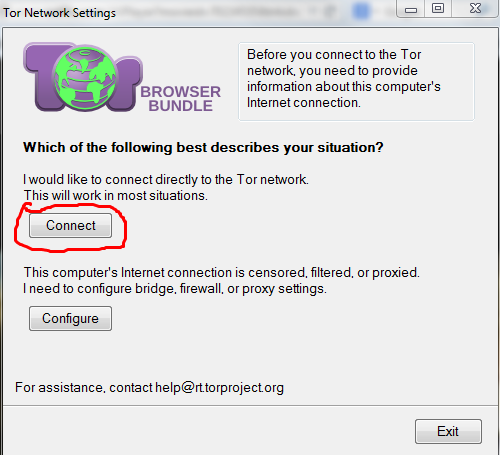 Tor Network Settings
Tor
BROWSER
BUNDLE
Before you connect to the Tor
network, you need to provide
information about this computer's
Internet connection.
Which of the following best describes your situation?
I would like to connect directly to the Tor network.
This will work in most situations.
Connect
This computer's Internet connection is censored, filtered, or proxied.
I need to configure bridge, firewall, or proxy settings.
Configure
For assistance, contact help@rt.torproject.org
Exit